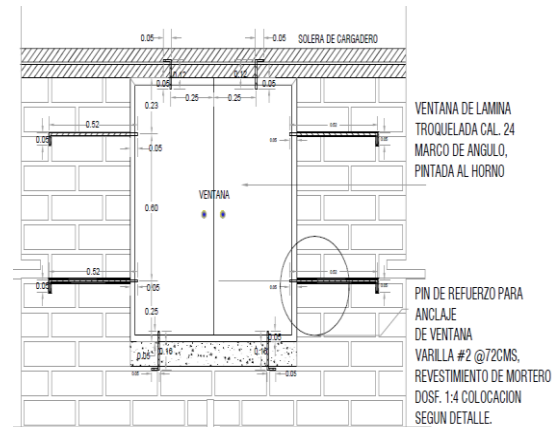 0.05
0.05
SOLERA DE CARGADERO
0.17
0.12
0.05
0.05
0.25
0.25
0.23
0.52
0.05
0.05
VENTANA
0.60
VENTANA DE LAMINA
TROQUELADA CAL. 24
MARCO DE ANGULO,
PINTADA AL HORNO
0.52
0.05
0.05
0.25
PIN DE REFUERZO PARA
ANCLAJE
DE VENTANA
VARILLA #2 @72CMS,
REVESTIMIENTO DE MORTERO
DOSF. 1:4 COLOCACION
SEGUN DETALLE.
0.05
0.16
0.16
0.05
0.05